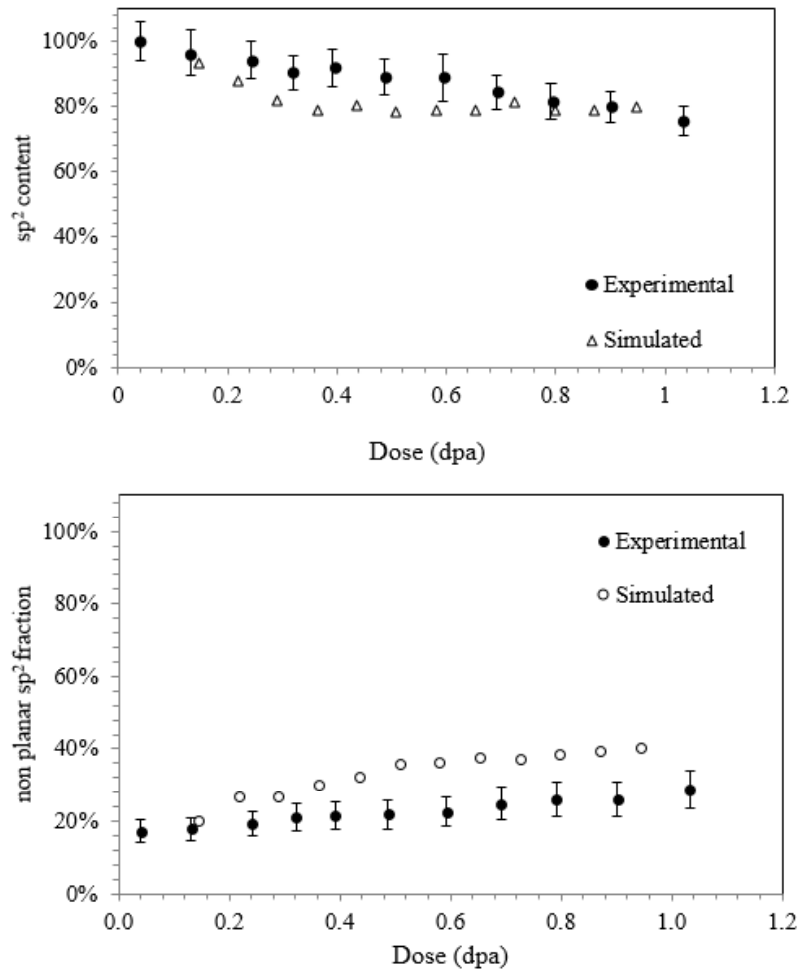 100%
80%
60%
40%
20%
0%
sp² content
Experimental
Simulated
0 0.2 0.4 0.6 0.8 1 1.2
Dose (dpa)
100%
80%
60%
40%
20%
0%
non planar sp² fraction
Experimental
Simulated
0.0 0.2 0.4 0.6 0.8 1.0 1.2
Dose (dpa)